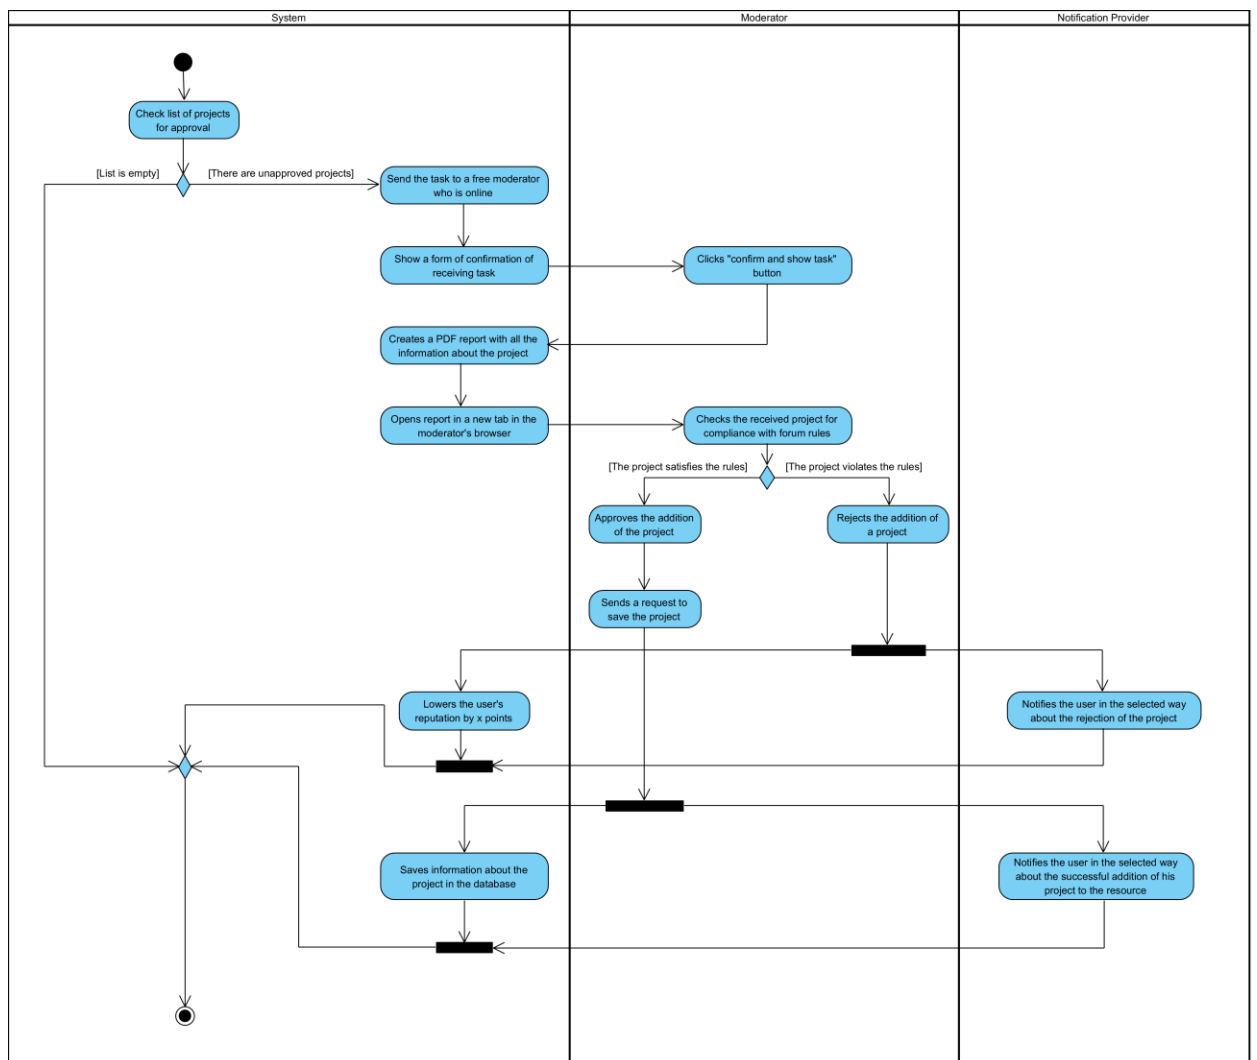 System
Moderator
Notification Provider
Check list of projects
for approval
[List is empty]
[There are unapproved projects]
Send the task to a free moderator
who is online
Show a form of confirmation of
receiving task
Clicks "confirm and show task"
button
Creates a PDF report with all the
information about the project
Opens report in a new tab in the
moderator's browser
Checks the received project for
compliance with forum rules
[The project satisfies the rules]
[The project violates the rules]
Approves the addition
of the project
Rejects the addition of
a project
Sends a request to
save the project
Lowers the user's
reputation by x points
Notifies the user in the selected way
about the rejection of the project
Saves information about the
project in the database
Notifies the user in the selected way
about the successful addition of his
project to the resource